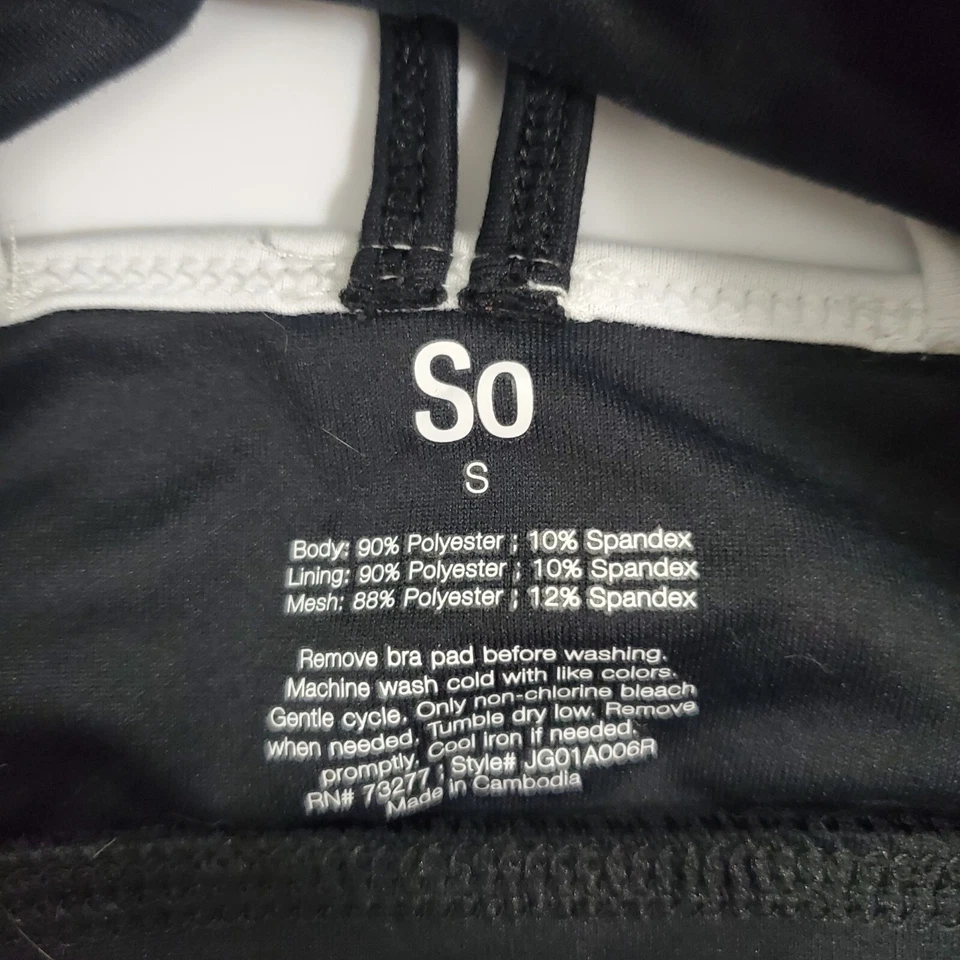 So
S
Body: 90% Polyester ; 10% Spandex
Lining: 90% Polyester ; 10% Spandex
Mesh: 88% Polyester ; 12% Spandex
Remove bra pad before washing.
Machine wash cold with like colors.
Gentle cycle. Only non-chlorine bleach
when needed. Tumble dry low. Remove
promptly. Cool iron if needed.
RN# 73277 ; Style# JG01A006R
Made in Cambodia